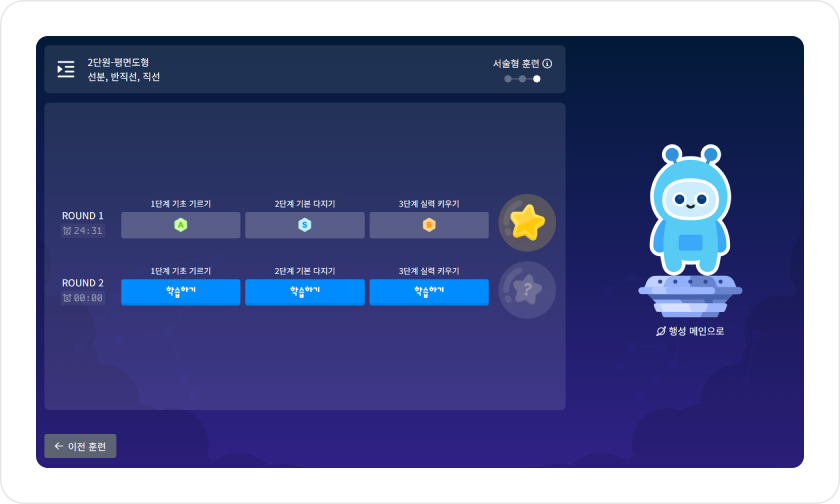 2단원-평면도형
선분, 반직선, 직선
서술형 훈련
ROUND 1
24:31
1단계 기초 기르기
2단계 기본 다지기
3단계 실력 키우기
A
S
B
ROUND 2
00:00
1단계 기초 기르기
2단계 기본 다지기
3단계 실력 키우기
학습하기
학습하기
학습하기
?
행성 메인으로
이전 훈련